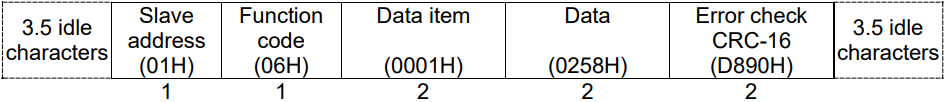 3.5 idle characters | Slave address (01H) | Function code (06H) | Data item (0001H) | Data (0258H) | Error check CRC-16 (D890H) | 3.5 idle characters
1 | 1 | 2 | 2 | 2